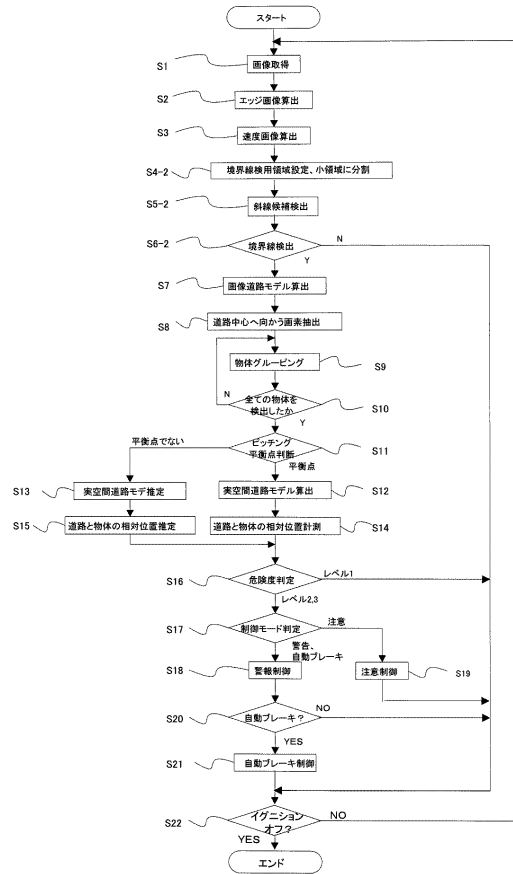 スタート
S1
画像取得
S2
エッジ画像算出
S3
速度画像算出
S4-2
境界線検用領域設定、小領域に分割
S5-2
斜線候補検出
S6-2
境界線検出
N
Y
S7
画像道路モデル算出
S8
道路中心へ向かう画素抽出
物体グルーピング
S9
N
全ての物体を
検出したか
S10
Y
平衡点でない
ピッチング
平衡点判断
S11
平衡点
S13
実空間道路モデ推定
実空間道路モデル算出
S12
S15
道路と物体の相対位置推定
道路と物体の相対位置計測
S14
S16
危険度判定
レベル1
レベル2,3
S17
制御モード判定
注意
警告、
自動ブレーキ
S18
警報制御
注意制御
S19
S20
自動ブレーキ？
NO
YES
S21
自動ブレーキ制御
S22
イグニション
オフ？
NO
YES
エンド